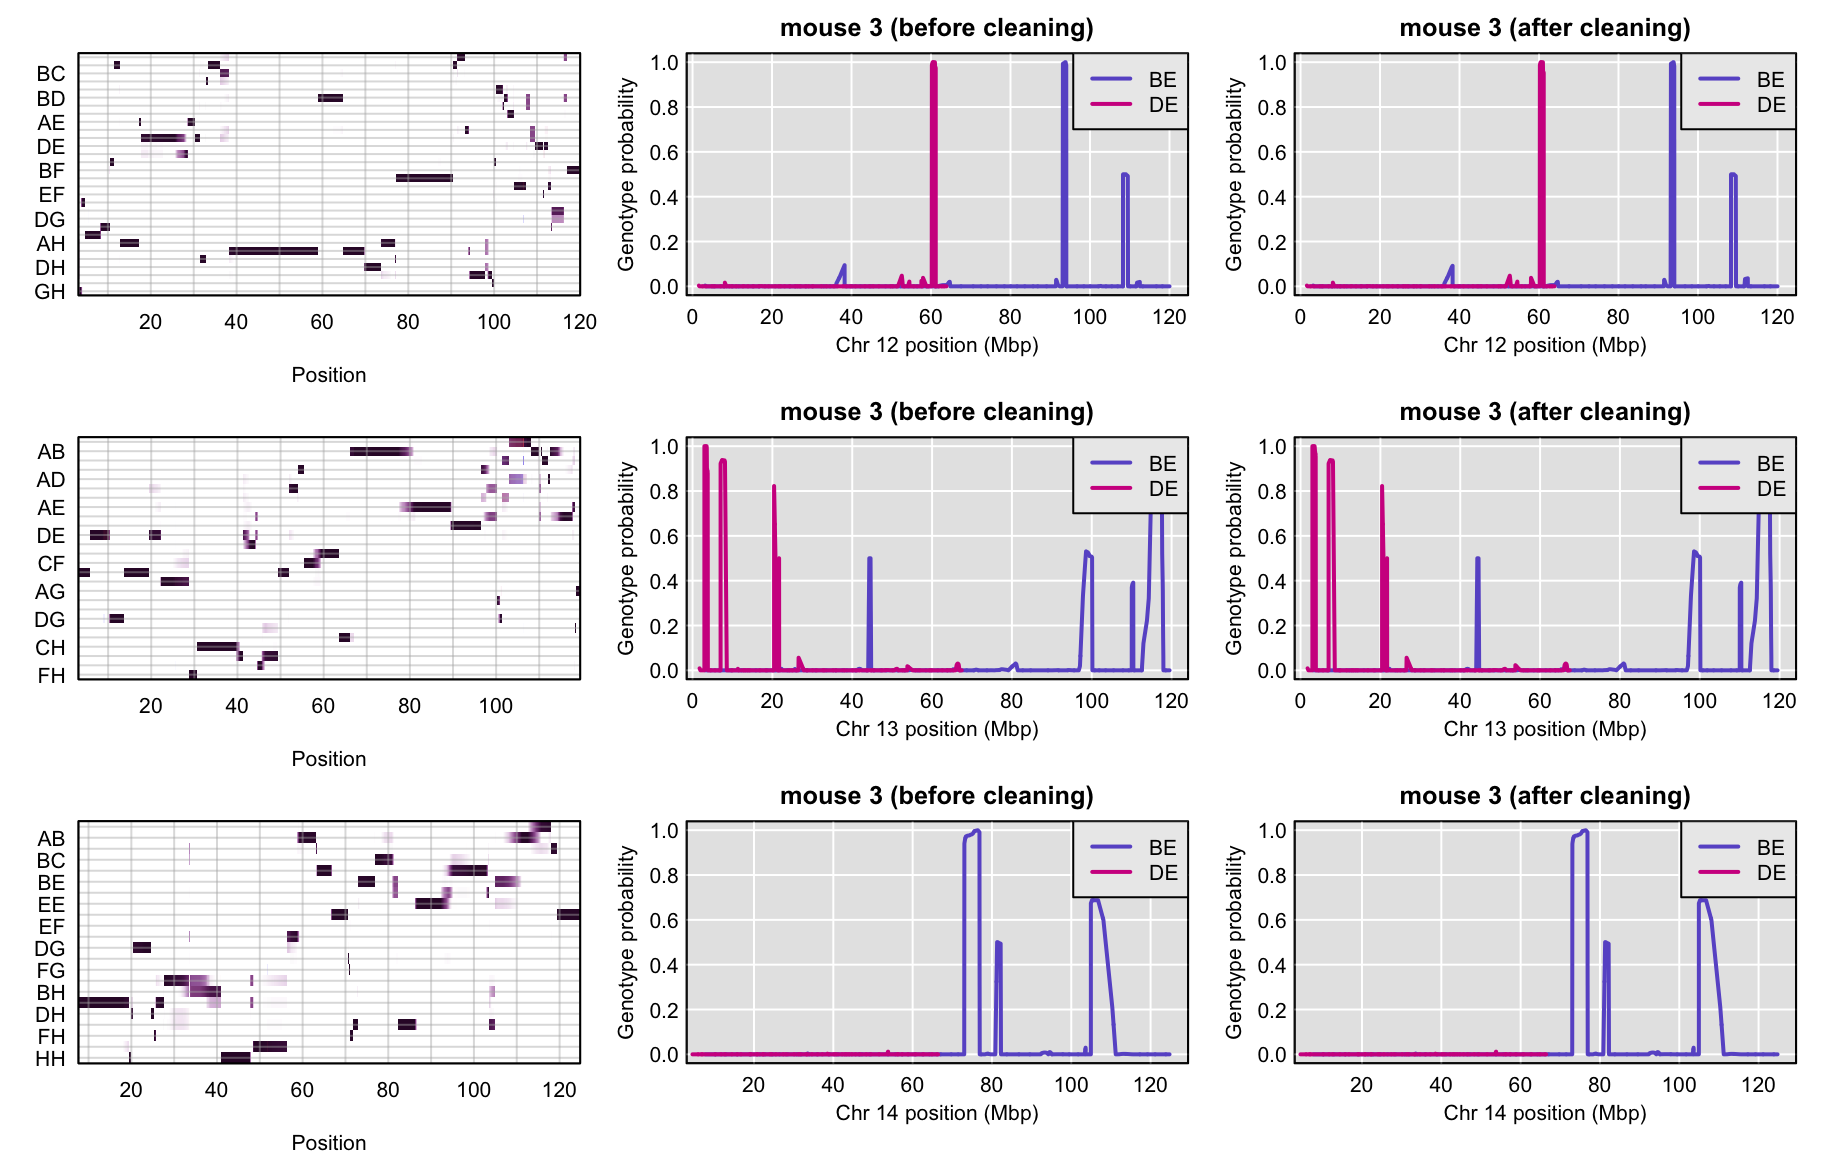 mouse 3 (before cleaning)
mouse 3 (after cleaning)
BC
BD
AE
DE
BF
EF
DG
AH
DH
GH
20 40 60 80 100 120
Position
Genotype probability
1.0
0.8
0.6
0.4
0.2
0.0
BE
DE
0 20 40 60 80 100 120
Chr 12 position (Mbp)
Genotype probability
1.0
0.8
0.6
0.4
0.2
0.0
BE
DE
0 20 40 60 80 100 120
Chr 12 position (Mbp)
mouse 3 (before cleaning)
mouse 3 (after cleaning)
AB
AD
AE
DE
CF
AG
DG
CH
FH
20 40 60 80 100
Position
Genotype probability
1.0
0.8
0.6
0.4
0.2
0.0
BE
DE
0 20 40 60 80 100 120
Chr 13 position (Mbp)
Genotype probability
1.0
0.8
0.6
0.4
0.2
0.0
BE
DE
0 20 40 60 80 100 120
Chr 13 position (Mbp)
mouse 3 (before cleaning)
mouse 3 (after cleaning)
AB
BC
BE
EE
EF
DG
FG
BH
DH
FH
HH
20 40 60 80 100 120
Position
Genotype probability
1.0
0.8
0.6
0.4
0.2
0.0
BE
DE
20 40 60 80 100 120
Chr 14 position (Mbp)
Genotype probability
1.0
0.8
0.6
0.4
0.2
0.0
BE
DE
20 40 60 80 100 120
Chr 14 position (Mbp)